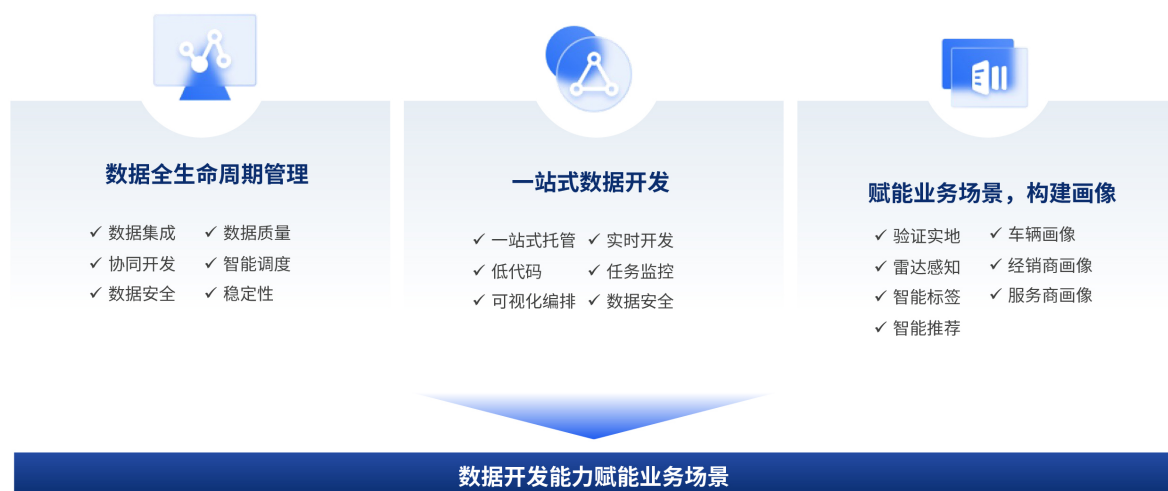 数据全生命周期管理
✓ 数据集成 ✓ 数据质量
✓ 协同开发 ✓ 智能调度
✓ 数据安全 ✓ 稳定性
一站式数据开发
✓ 一站式托管 ✓ 实时开发
✓ 低代码 ✓ 任务监控
✓ 可视化编排 ✓ 数据安全
赋能业务场景，构建画像
✓ 验证实地 ✓ 车辆画像
✓ 雷达感知 ✓ 经销商画像
✓ 智能标签 ✓ 服务商画像
✓ 智能推荐
数据开发能力赋能业务场景